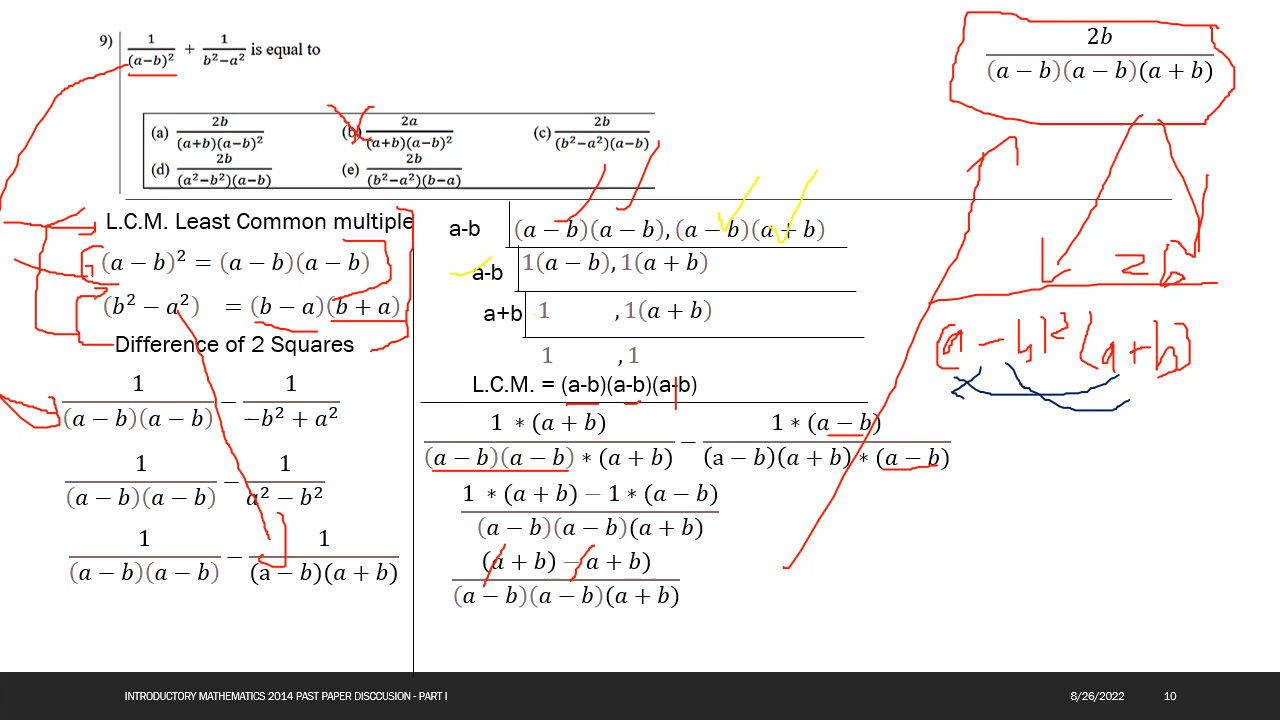 9) 1/(a−b)² + 1/(b²−a²) is equal to
(a) 2b/((a+b)(a−b)²) (b) 2a/((a+b)(a−b)²) (c) 2b/((b²−a²)(a−b))
(d) 2b/((a²−b²)(a−b)) (e) 2b/((b²−a²)(b−a))
L.C.M. Least Common multiple
(a − b)² = (a − b)(a − b)
(b² − a²) = (b − a)(b + a)
Difference of 2 Squares
1/((a − b)(a − b)) − 1/(−b² + a²)
1/((a − b)(a − b)) − 1/(a² − b²)
1/((a − b)(a − b)) − 1/((a − b)(a + b))
a-b (a − b)(a − b), (a − b)(a + b)
a-b 1(a − b), 1(a + b)
a+b 1 , 1(a + b)
1 , 1
L.C.M. = (a-b)(a-b)(a+b)
1 ∗ (a + b)/((a − b)(a − b) ∗ (a + b)) − 1 ∗ (a − b)/((a − b)(a + b) ∗ (a − b))
1 ∗ (a + b) − 1 ∗ (a − b)/((a − b)(a − b)(a + b))
(a + b) − a + b)/((a − b)(a − b)(a + b))
2b/((a − b)(a − b)(a + b))
2b
(a − b)² (a + b)
INTRODUCTORY MATHEMATICS 2014 PAST PAPER DISCCUSION - PART I
8/26/2022
10